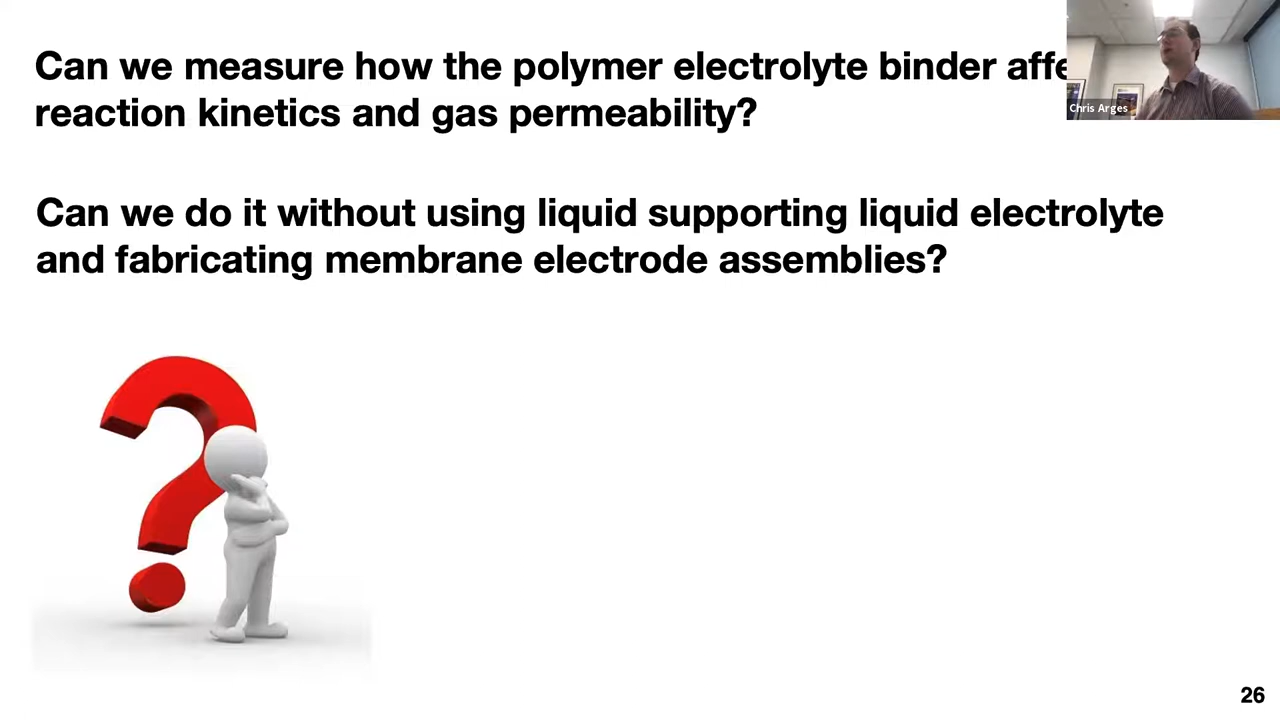 Can we measure how the polymer electrolyte binder affe
reaction kinetics and gas permeability?
Chris Arges
Can we do it without using liquid supporting liquid electrolyte
and fabricating membrane electrode assemblies?
26